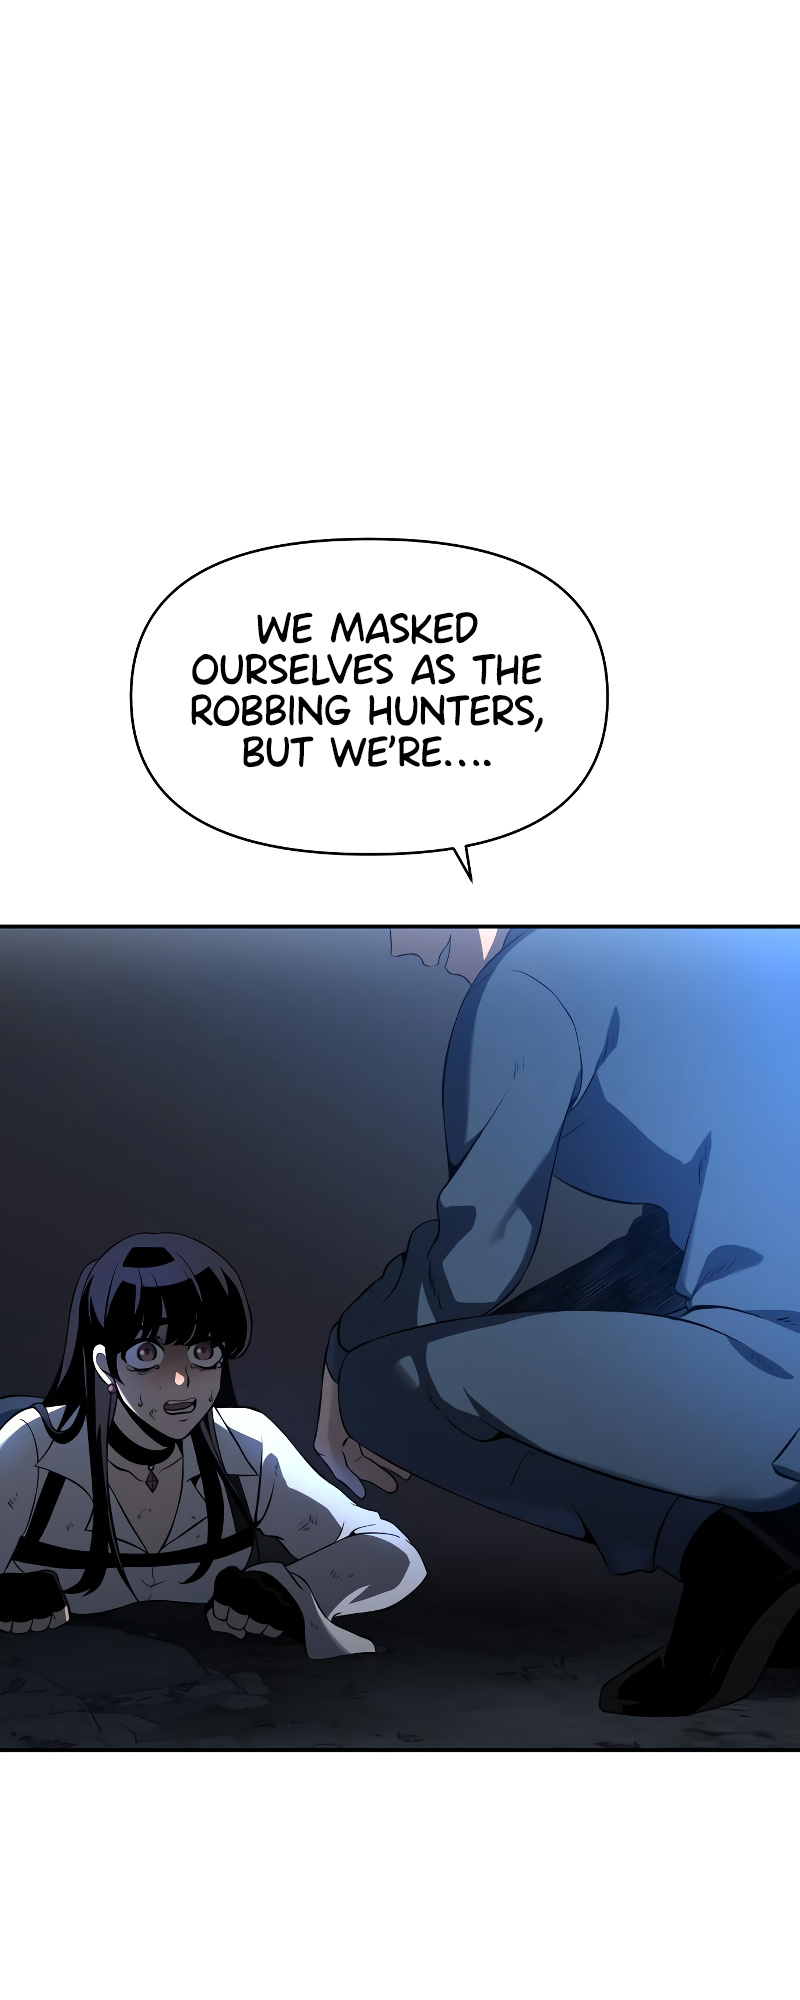 WE MASKED
OURSELVES AS THE
ROBBING HUNTERS,
BUT WE'RE....